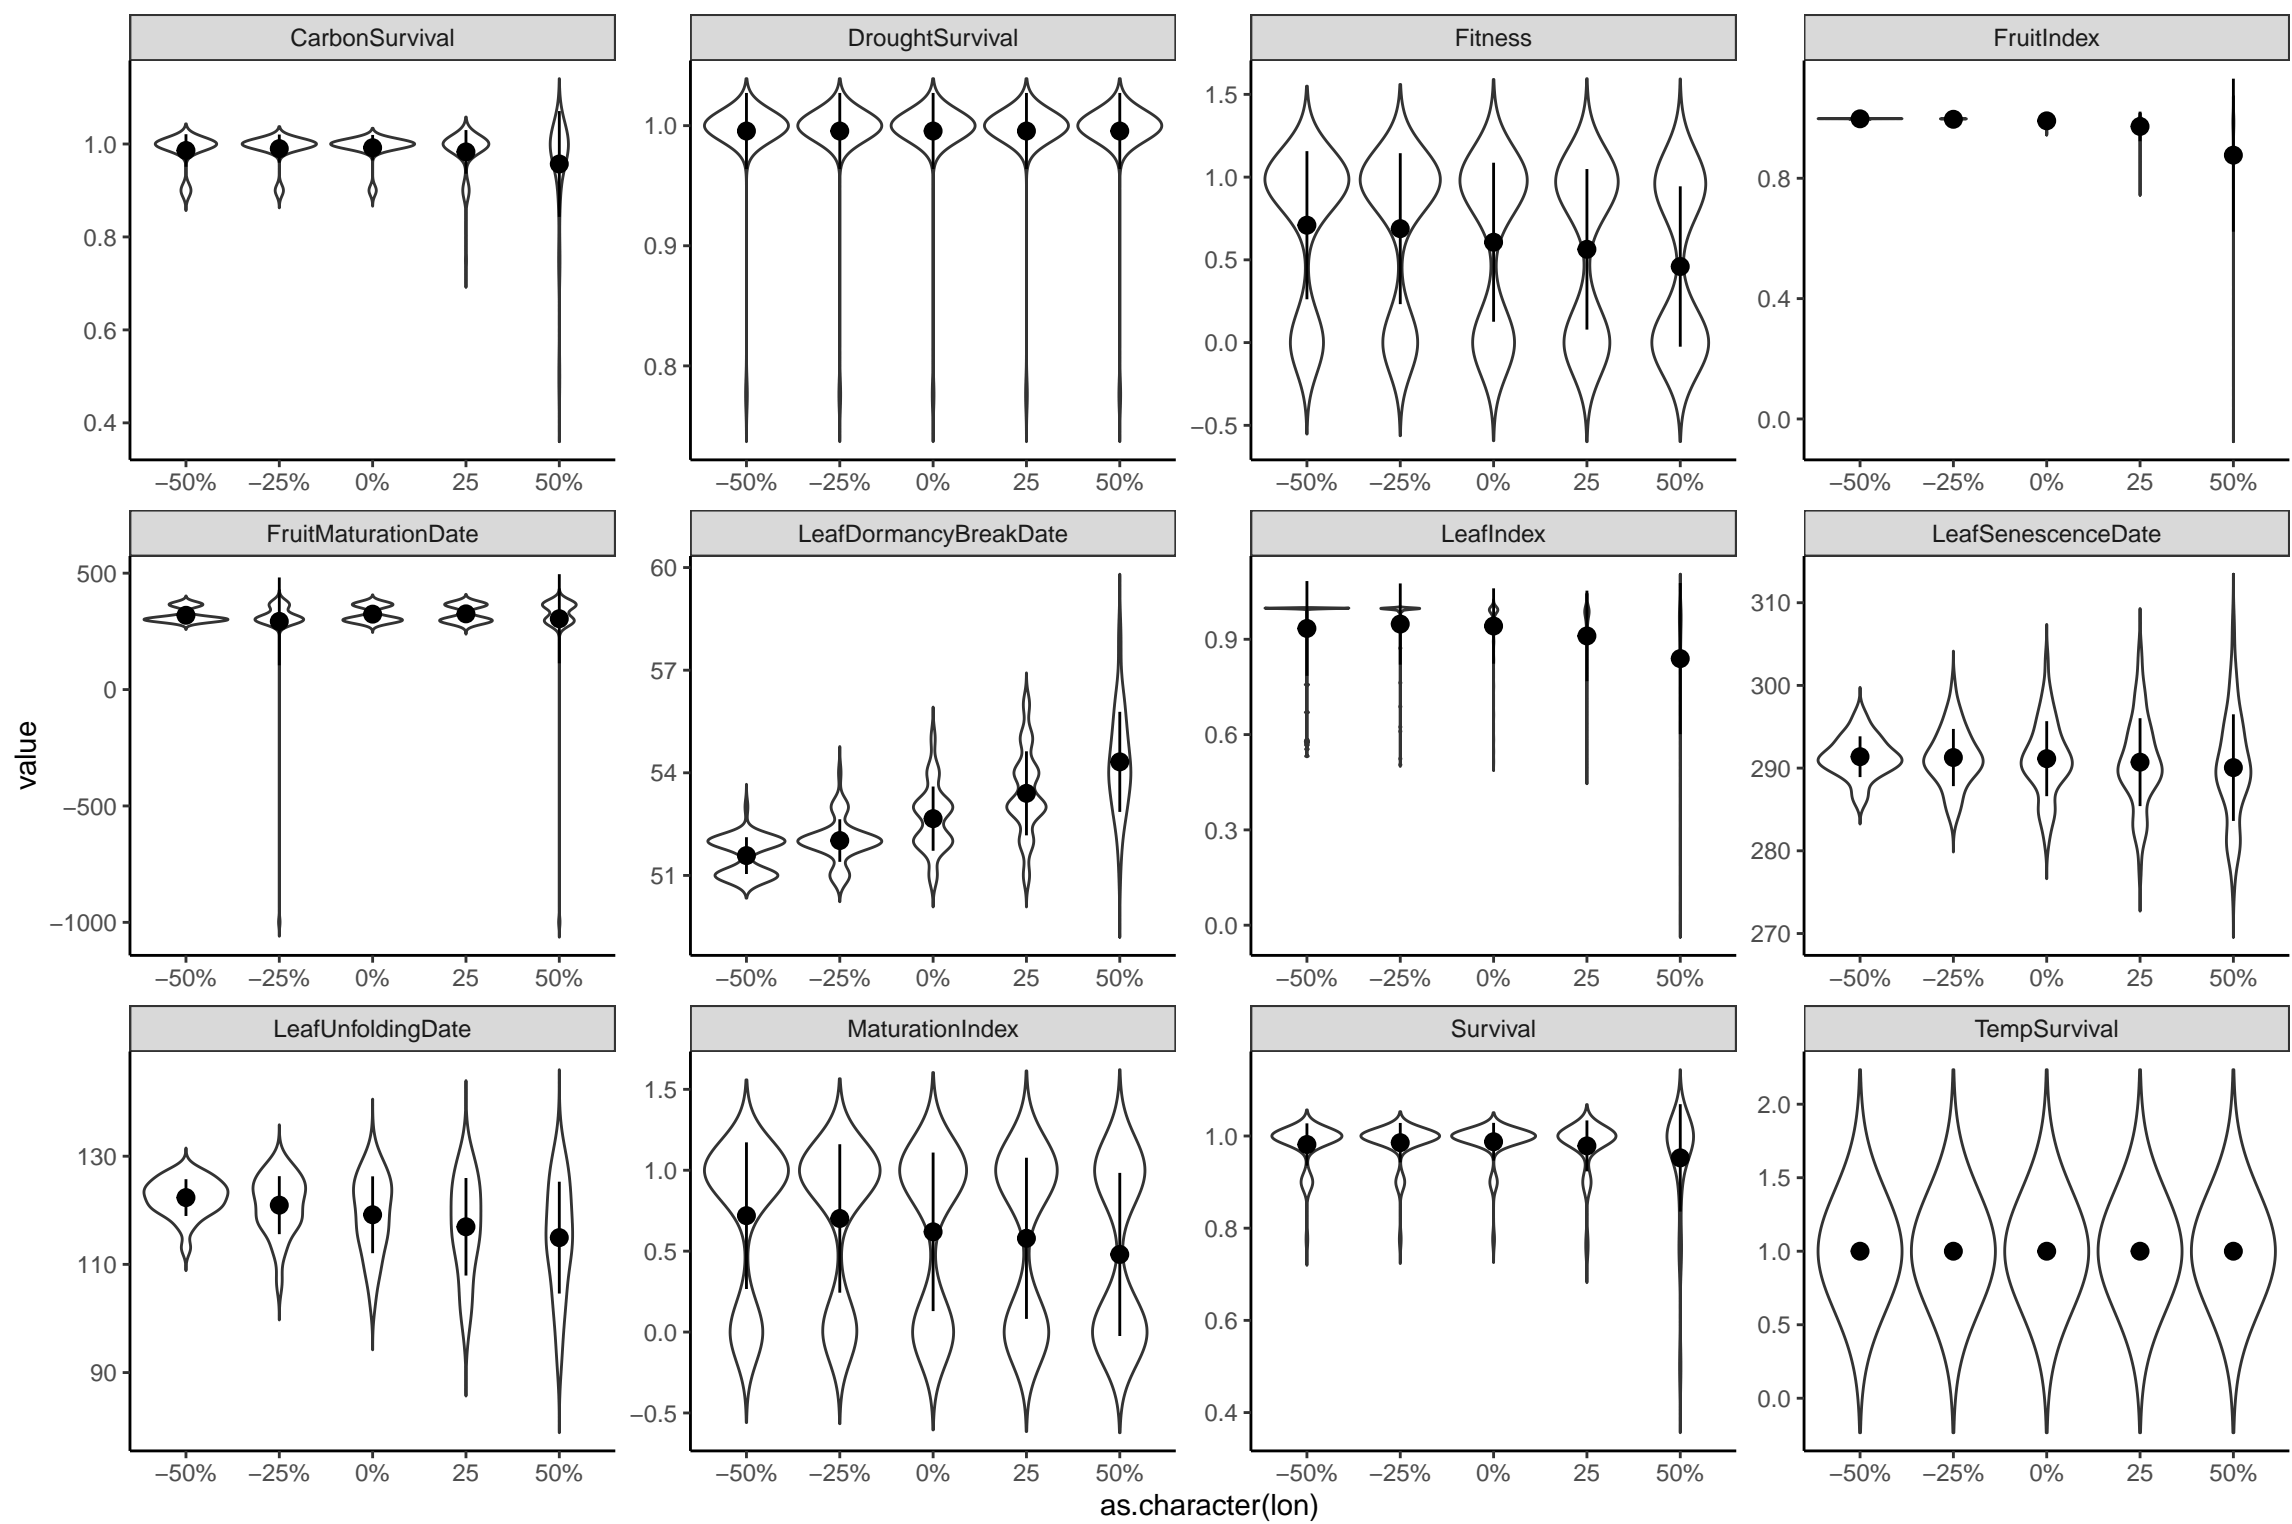 CarbonSurvival DroughtSurvival Fitness FruitIndex
1.0 0.8 0.6 0.4
1.0 0.9 0.8
1.5 1.0 0.5 0.0 −0.5
0.8 0.4 0.0
−50% −25% 0% 25 50% −50% −25% 0% 25 50% −50% −25% 0% 25 50% −50% −25% 0% 25 50%
FruitMaturationDate LeafDormancyBreakDate LeafIndex LeafSenescenceDate
500 0 −500 −1000
60 57 54 51
0.9 0.6 0.3 0.0
310 300 290 280 270
−50% −25% 0% 25 50% −50% −25% 0% 25 50% −50% −25% 0% 25 50% −50% −25% 0% 25 50%
LeafUnfoldingDate MaturationIndex Survival TempSurvival
130 110 90
1.5 1.0 0.5 0.0 −0.5
1.0 0.8 0.6 0.4
2.0 1.5 1.0 0.5 0.0
−50% −25% 0% 25 50% −50% −25% 0% 25 50% −50% −25% 0% 25 50% −50% −25% 0% 25 50%
value
as.character(lon)